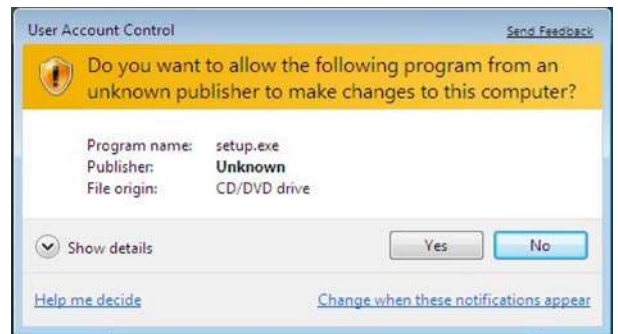 User Account Control
Send Feedback
Do you want to allow the following program from an
unknown publisher to make changes to this computer?
Program name: setup.exe
Publisher: Unknown
File origin: CD/DVD drive
Show details
Yes
No
Help me decide
Change when these notifications appear